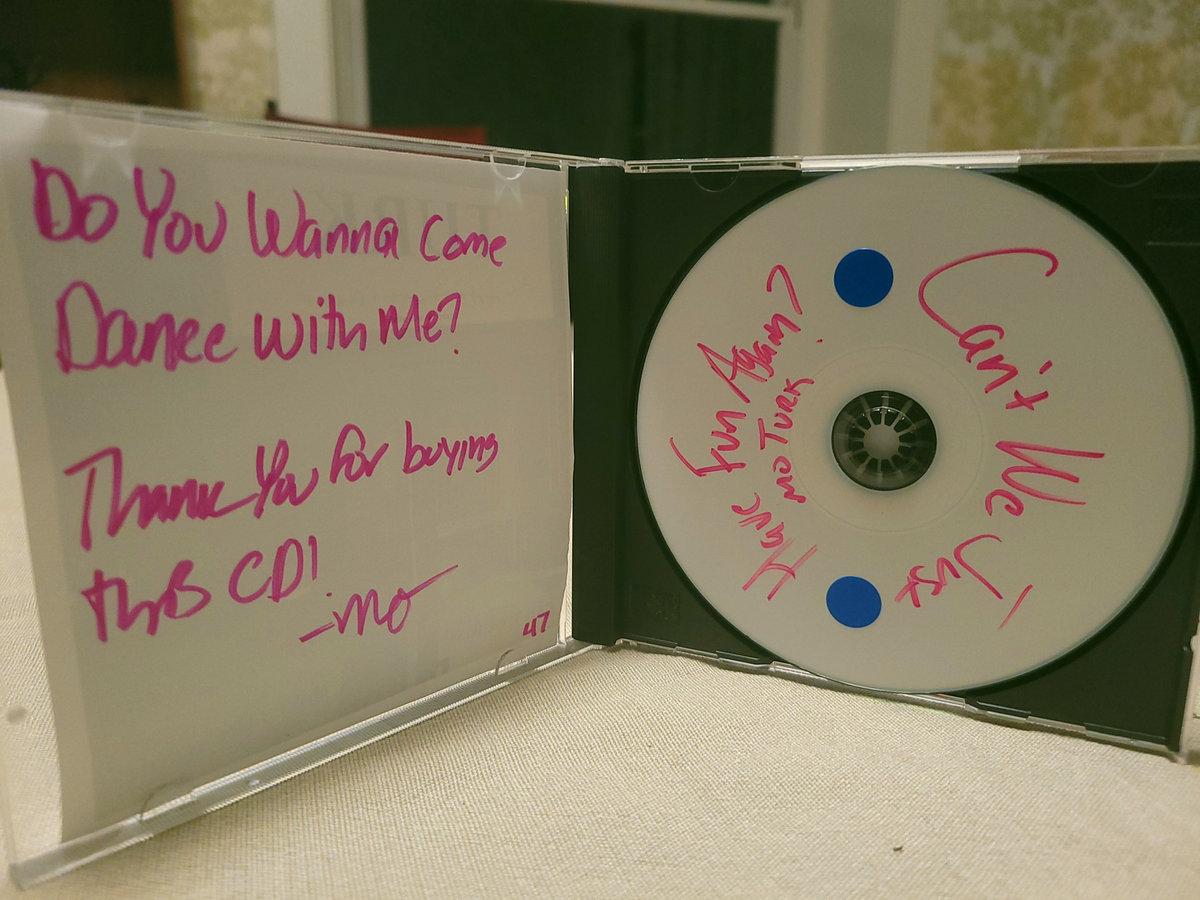 Do You Wanna Come
Dance with Me?
Thank You for buying
this CD!
-mo
47
Can't We Just
Have Fun Again?
MO TURK